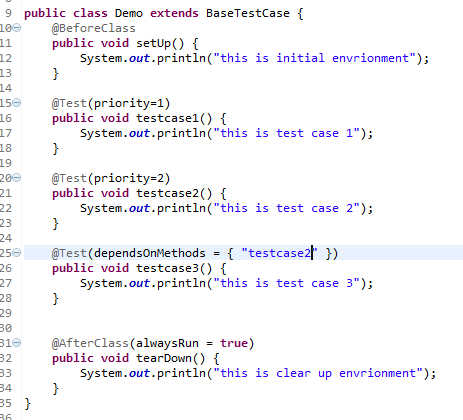 9 public class Demo extends BaseTestCase {
10 @BeforeClass
11 public void setUp() {
12 System.out.println("this is initial envrionment");
13 }
14
15 @Test(priority=1)
16 public void testcase1() {
17 System.out.println("this is test case 1");
18 }
19
20 @Test(priority=2)
21 public void testcase2() {
22 System.out.println("this is test case 2");
23 }
24
25 @Test(dependsOnMethods = { "testcase2" })
26 public void testcase3() {
27 System.out.println("this is test case 3");
28 }
29
30
31 @AfterClass(alwaysRun = true)
32 public void tearDown() {
33 System.out.println("this is clear up envrionment");
34 }
35 }